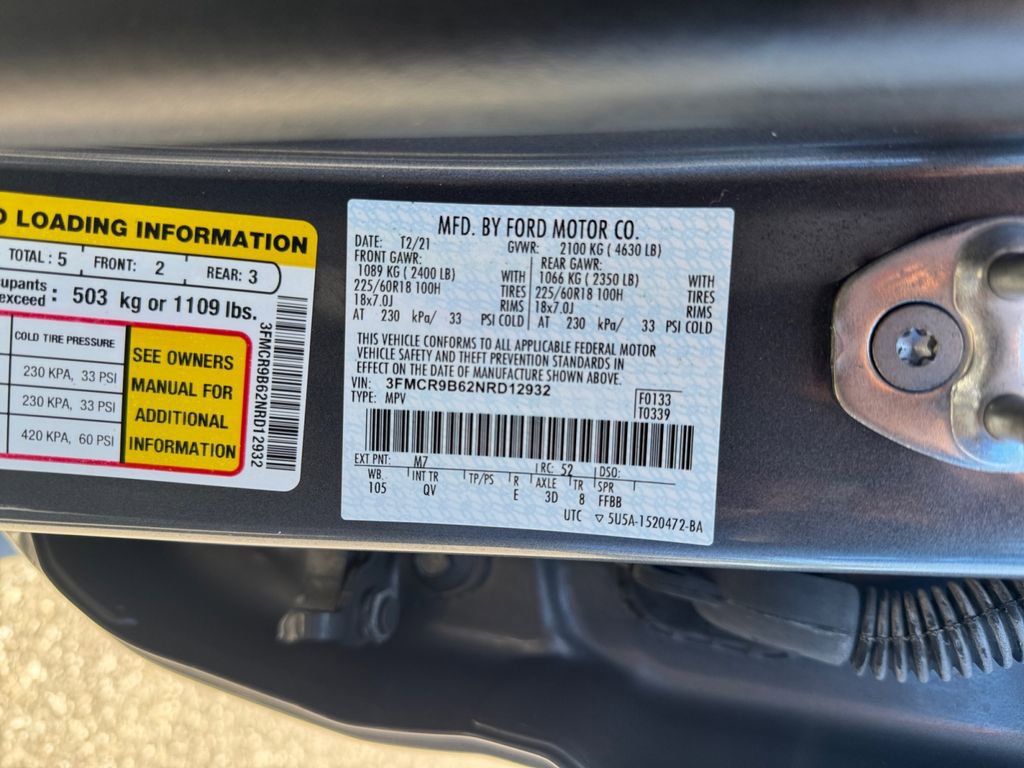 D LOADING INFORMATION
TOTAL : 5 FRONT: 2 REAR: 3
cupants
exceed : 503 kg or 1109 lbs.
COLD TIRE PRESSURE
230 KPA, 33 PSI
230 KPA, 33 PSI
420 KPA, 60 PSI
SEE OWNERS
MANUAL FOR
ADDITIONAL
INFORMATION
3FMCR9B62NRD12932
MFD. BY FORD MOTOR CO.
DATE: 12/21 GVWR: 2100 KG ( 4630 LB)
FRONT GAWR: REAR GAWR:
1089 KG ( 2400 LB) WITH 1066 KG ( 2350 LB) WITH
225/60R18 100H TIRES 225/60R18 100H TIRES
18x7.0J RIMS 18x7.0J RIMS
AT 230 kPa/ 33 PSI COLD AT 230 kPa/ 33 PSI COLD
THIS VEHICLE CONFORMS TO ALL APPLICABLE FEDERAL MOTOR
VEHICLE SAFETY AND THEFT PREVENTION STANDARDS IN
EFFECT ON THE DATE OF MANUFACTURE SHOWN ABOVE.
VIN: 3FMCR9B62NRD12932
TYPE: MPV
F0133
T0339
EXT PNT: M7 RC: 52 DSO:
WB INT TR TP/PS R AXLE TR SPR
105 QV E 3D 8 FFBB
UTC ▽ 5U5A-1520472-BA